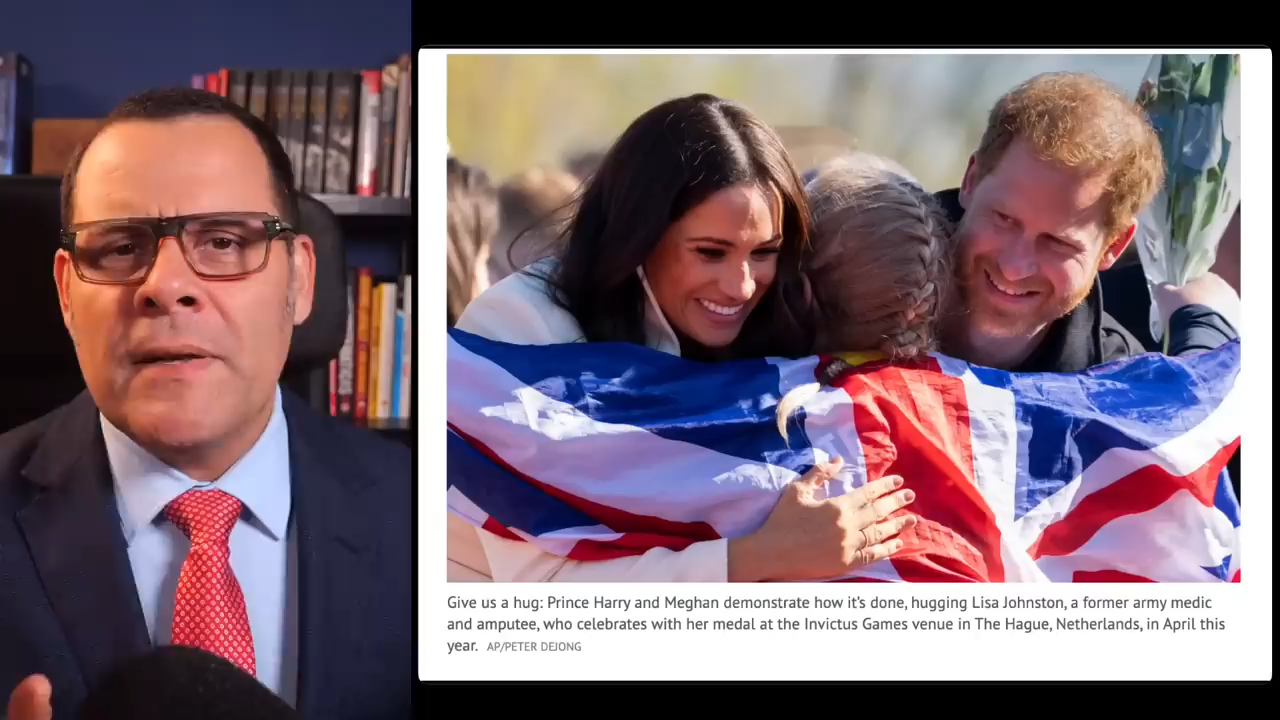 Give us a hug: Prince Harry and Meghan demonstrate how it's done, hugging Lisa Johnston, a former army medic
and amputee, who celebrates with her medal at the Invictus Games venue in The Hague, Netherlands, in April this
year. AP/PETER DEJONG